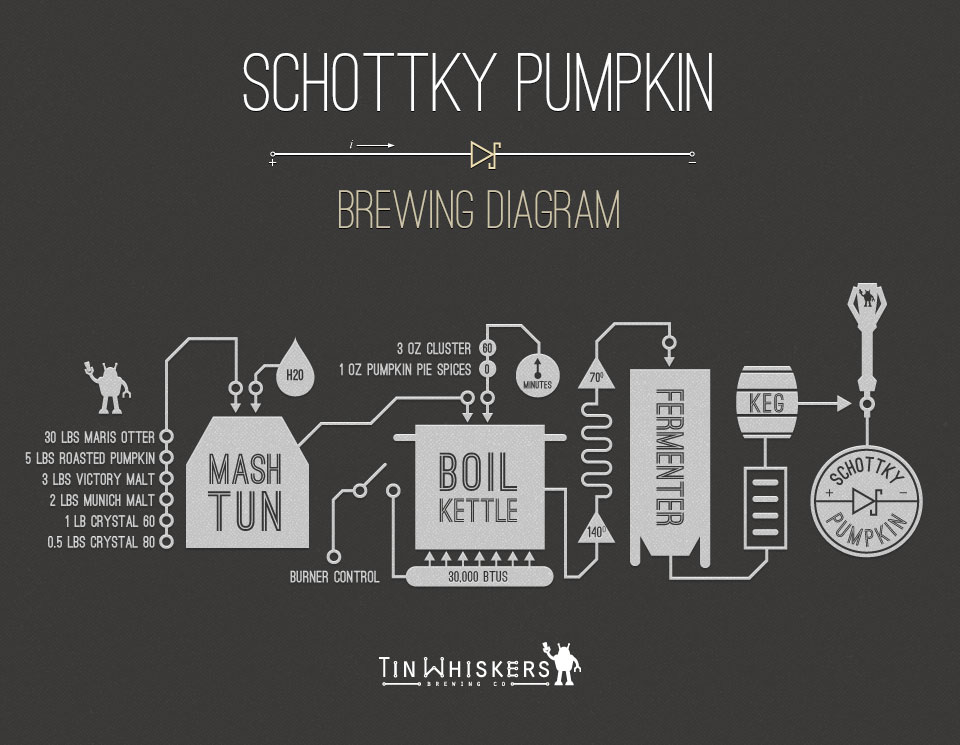 SCHOTTKY PUMPKIN
i
+ −
BREWING DIAGRAM
30 LBS MARIS OTTER
5 LBS ROASTED PUMPKIN
3 LBS VICTORY MALT
2 LBS MUNICH MALT
1 LB CRYSTAL 60
0.5 LBS CRYSTAL 80
H2O
MASH
TUN
3 OZ CLUSTER 60
1 OZ PUMPKIN PIE SPICES 0
MINUTES
BOIL
KETTLE
BURNER CONTROL
30,000 BTUS
70⁰
140⁰
FERMENTER
KEG
SCHOTTKY
+ −
PUMPKIN
TIN WHISKERS
BREWING CO